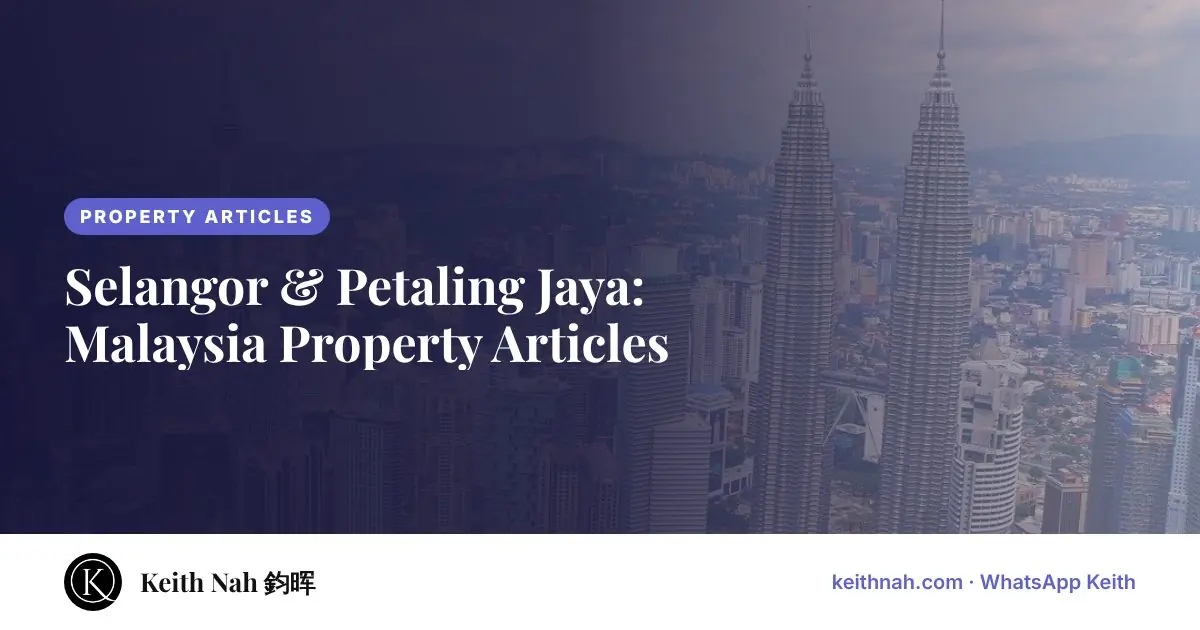 PROPERTY ARTICLES
Selangor & Petaling Jaya:
Malaysia Property Articles
K
Keith Nah 鈞晖
keithnah.com · WhatsApp Keith